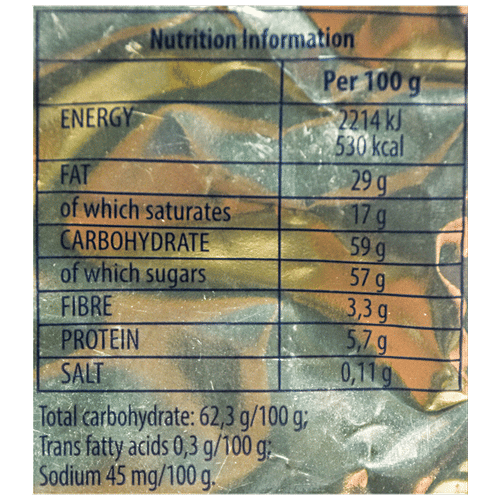 Nutrition Information
Per 100 g
ENERGY 2214 kJ
530 kcal
FAT 29 g
of which saturates 17 g
CARBOHYDRATE 59 g
of which sugars 57 g
FIBRE 3,3 g
PROTEIN 5,7 g
SALT 0,11 g
Total carbohydrate: 62,3 g/100 g;
Trans fatty acids 0,3 g/100 g;
Sodium 45 mg/100 g.